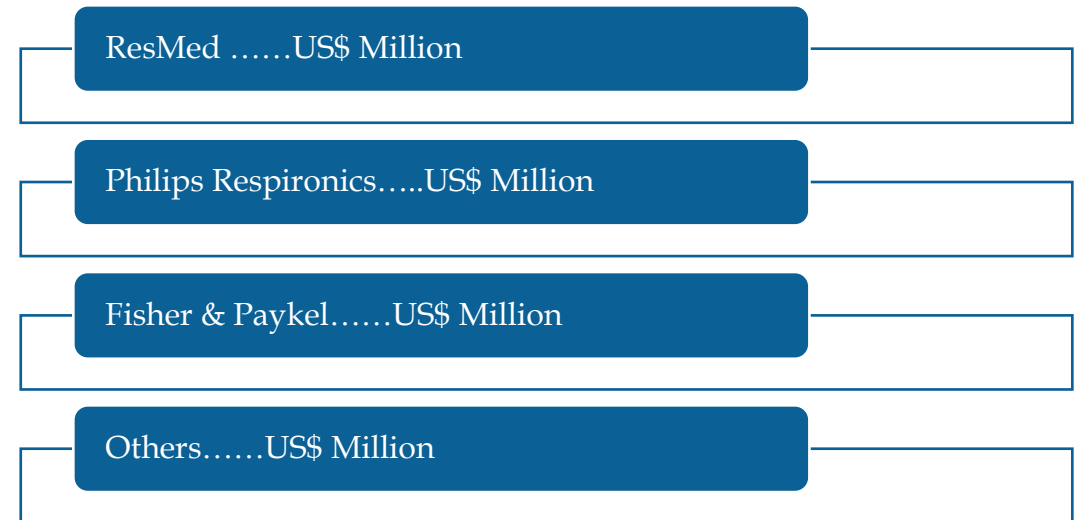 ResMed ……US$ Million
Philips Respironics…..US$ Million
Fisher & Paykel……US$ Million
Others……US$ Million